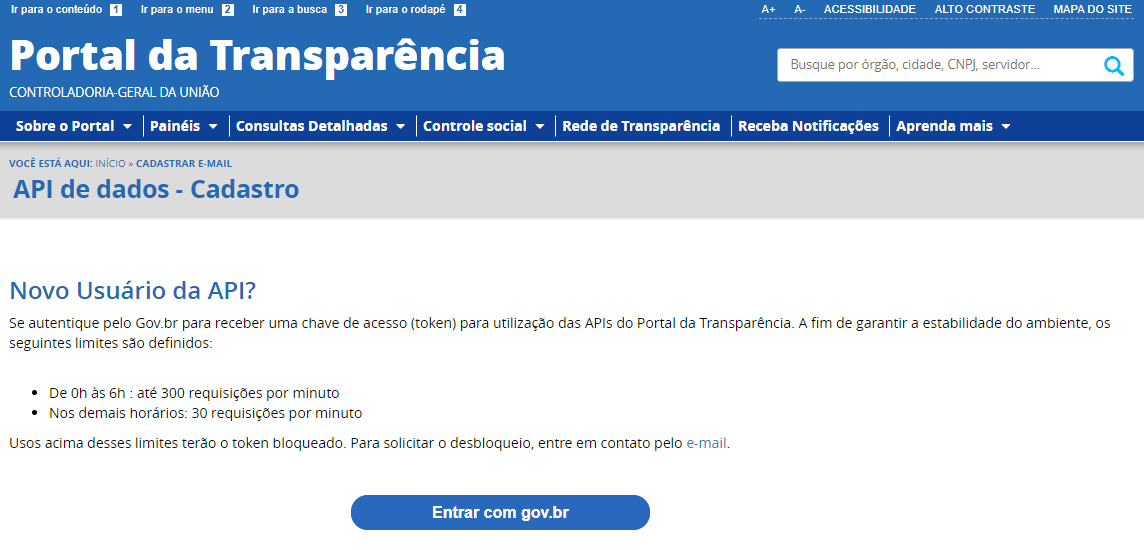 Ir para o conteúdo 1 Ir para o menu 2 Ir para a busca 3 Ir para o rodapé 4 A+ A- ACESSIBILIDADE ALTO CONTRASTE MAPA DO SITE
Portal da Transparência
Busque por órgão, cidade, CNPJ, servidor...
CONTROLADORIA-GERAL DA UNIÃO
Sobre o Portal Painéis Consultas Detalhadas Controle social Rede de Transparência Receba Notificações Aprenda mais
VOCÊ ESTÁ AQUI: INÍCIO » CADASTRAR E-MAIL
API de dados - Cadastro
Novo Usuário da API?
Se autentique pelo Gov.br para receber uma chave de acesso (token) para utilização das APIs do Portal da Transparência. A fim de garantir a estabilidade do ambiente, os
seguintes limites são definidos:
• De 0h às 6h : até 300 requisições por minuto
• Nos demais horários: 30 requisições por minuto
Usos acima desses limites terão o token bloqueado. Para solicitar o desbloqueio, entre em contato pelo e-mail.
Entrar com gov.br